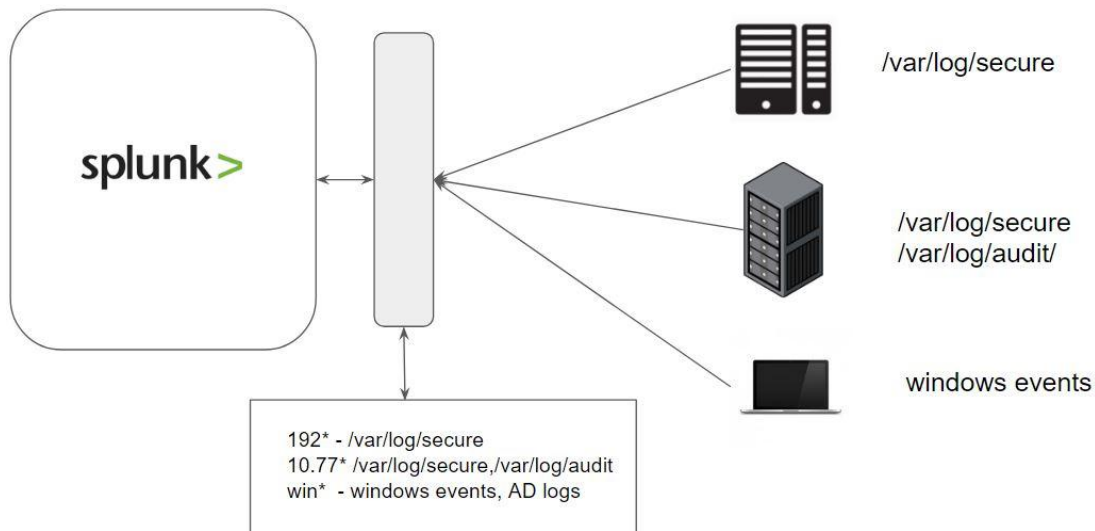 splunk>
/var/log/secure
/var/log/secure
/var/log/audit/
windows events
192* - /var/log/secure
10.77* /var/log/secure,/var/log/audit
win* - windows events, AD logs